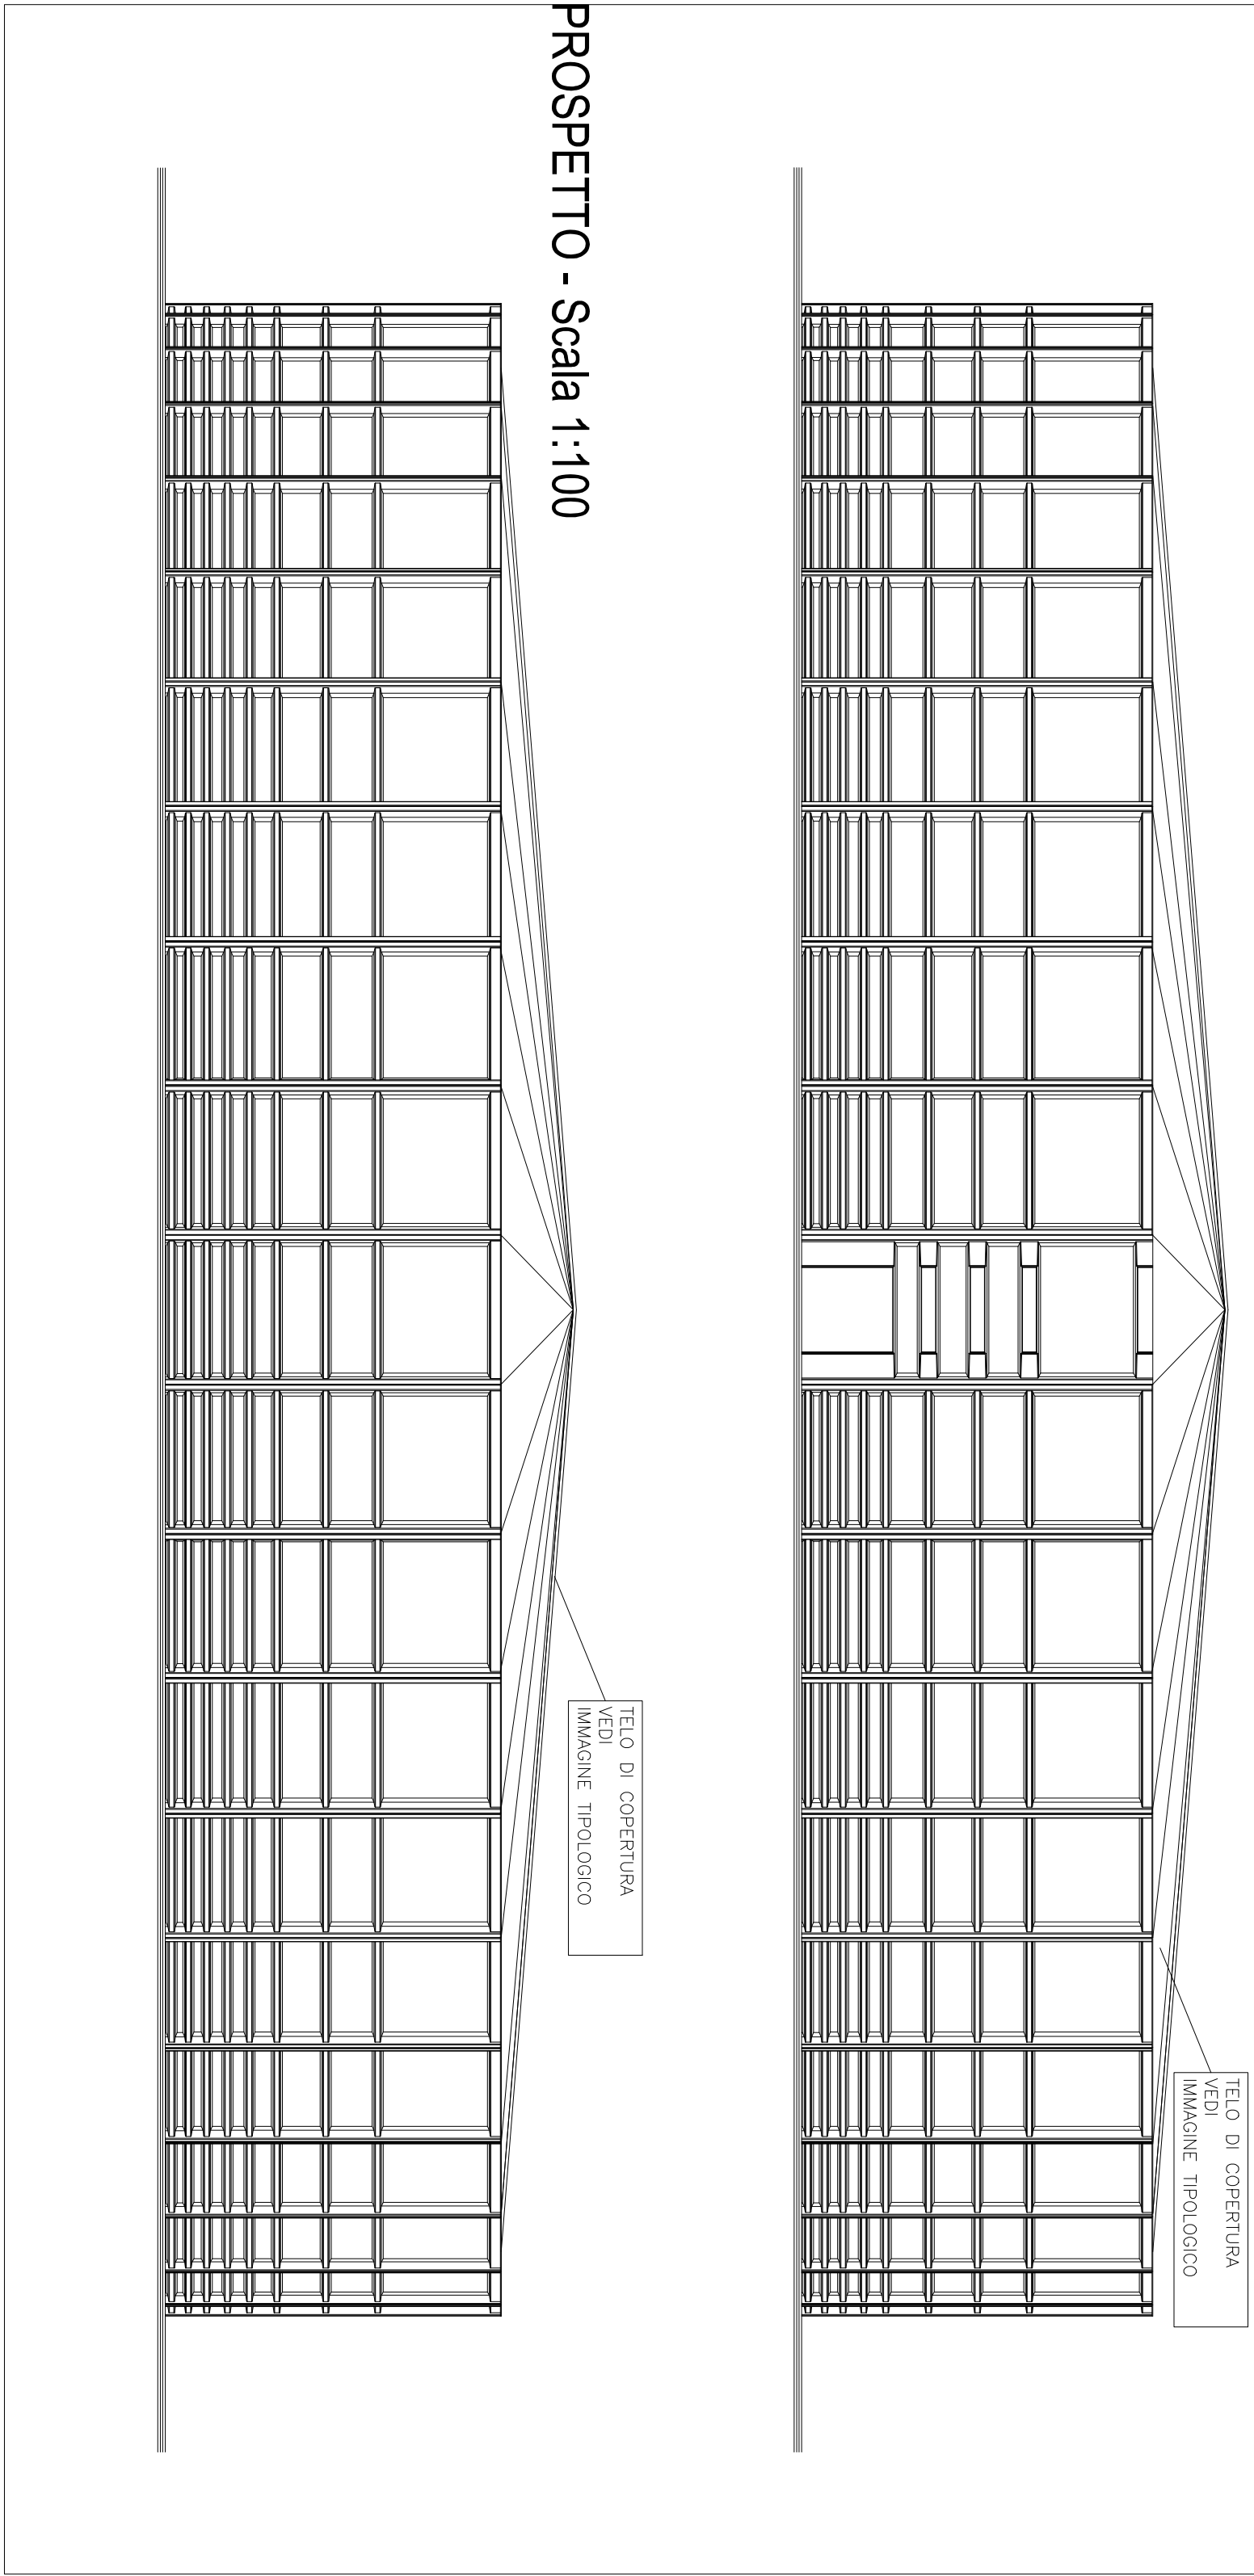 TELO DI COPERTURA
VEDI
IMMAGINE TIPOLOGICO
PROSPETTO - Scala 1:100
TELO DI COPERTURA
VEDI
IMMAGINE TIPOLOGICO